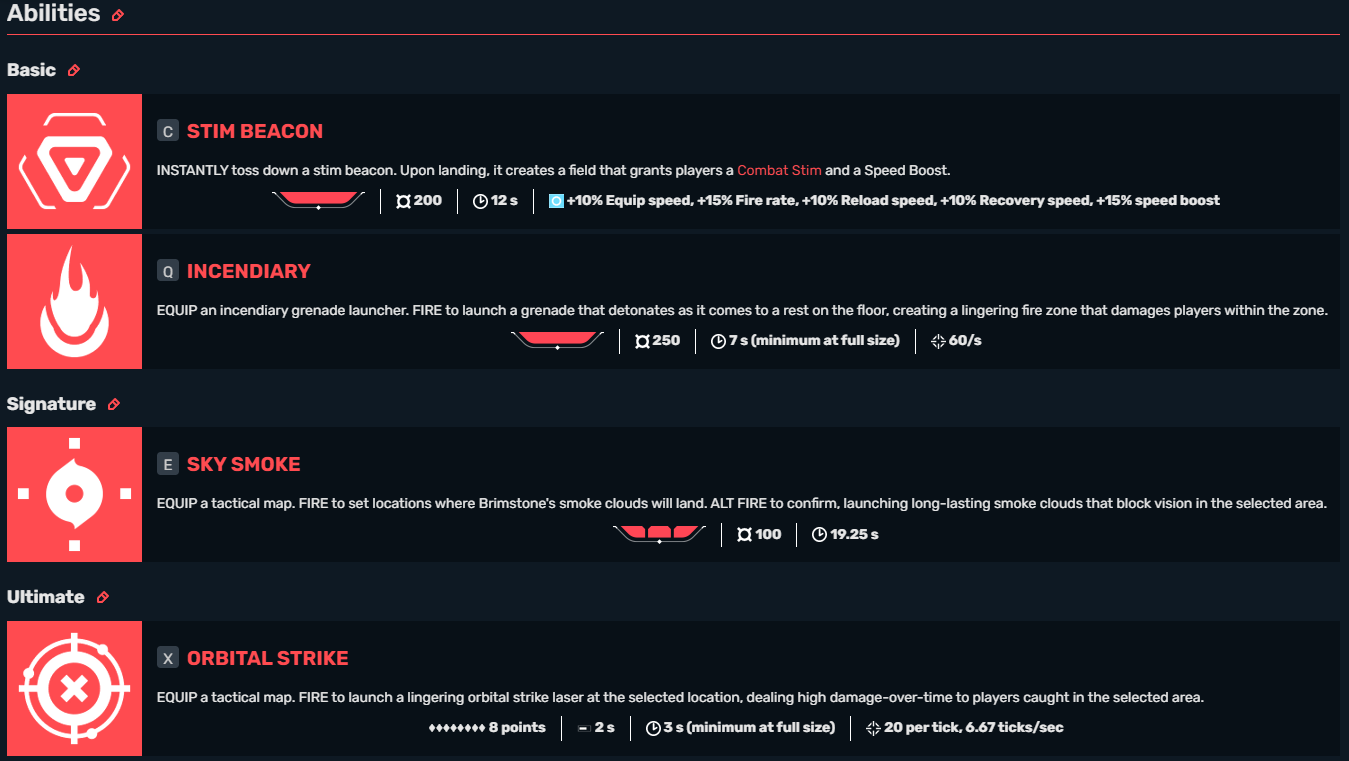 Abilities
Basic
C STIM BEACON
INSTANTLY toss down a stim beacon. Upon landing, it creates a field that grants players a Combat Stim and a Speed Boost.
200 12 s +10% Equip speed, +15% Fire rate, +10% Reload speed, +10% Recovery speed, +15% speed boost
Q INCENDIARY
EQUIP an incendiary grenade launcher. FIRE to launch a grenade that detonates as it comes to a rest on the floor, creating a lingering fire zone that damages players within the zone.
250 7 s (minimum at full size) 60/s
Signature
E SKY SMOKE
EQUIP a tactical map. FIRE to set locations where Brimstone's smoke clouds will land. ALT FIRE to confirm, launching long-lasting smoke clouds that block vision in the selected area.
100 19.25 s
Ultimate
X ORBITAL STRIKE
EQUIP a tactical map. FIRE to launch a lingering orbital strike laser at the selected location, dealing high damage-over-time to players caught in the selected area.
8 points 2 s 3 s (minimum at full size) 20 per tick, 6.67 ticks/sec